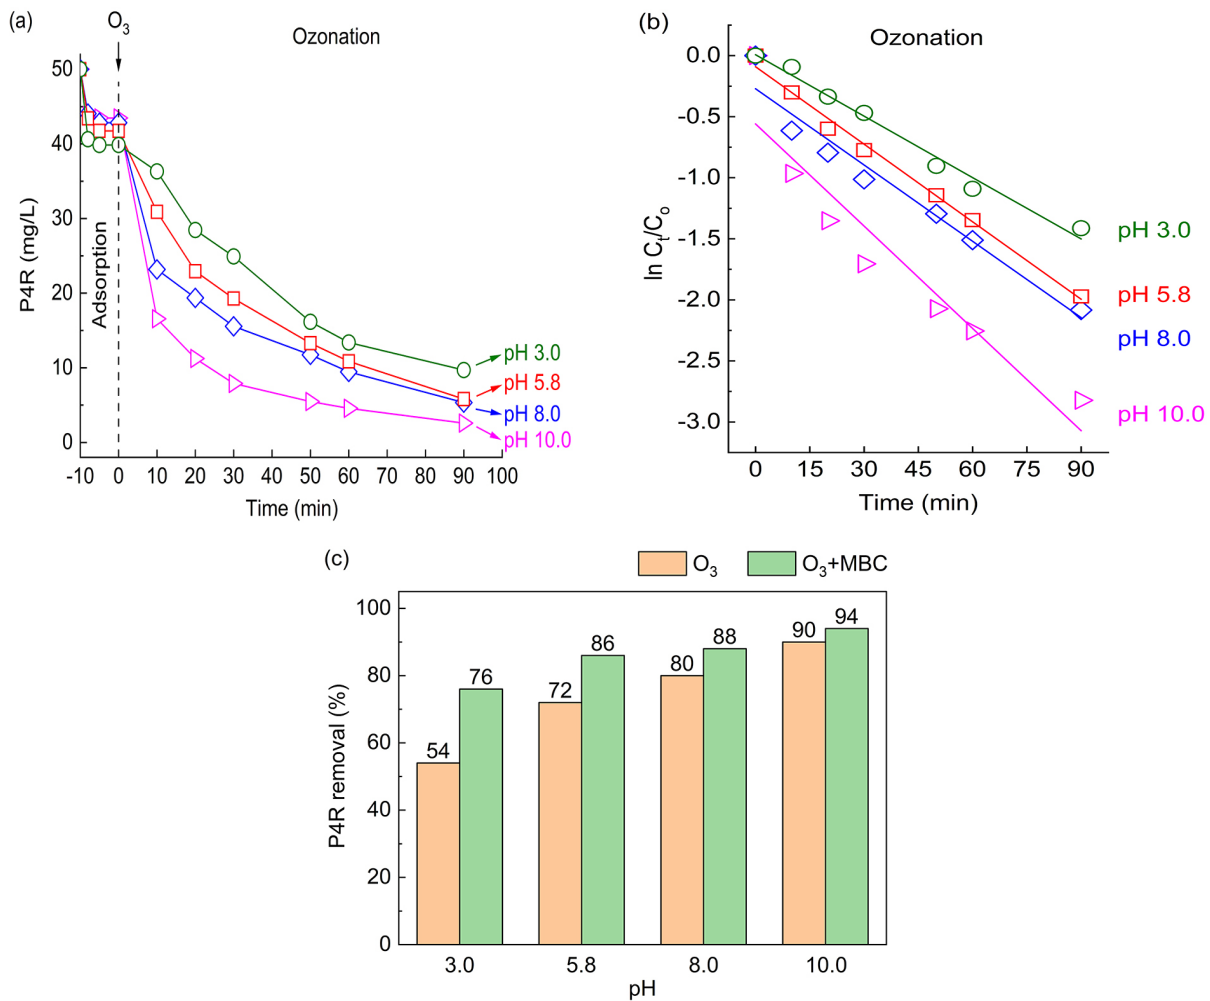 (a)
O₃
Ozonation
P4R (mg/L)
50
40
30
20
10
0
Adsorption
pH 3.0
pH 5.8
pH 8.0
pH 10.0
-10 0 10 20 30 40 50 60 70 80 90 100
Time (min)
(b)
Ozonation
ln Cₜ/Cₒ
0.0
-0.5
-1.0
-1.5
-2.0
-2.5
-3.0
pH 3.0
pH 5.8
pH 8.0
pH 10.0
0 15 30 45 60 75 90
Time (min)
(c)
O₃ O₃+MBC
P4R removal (%)
100
80
60
40
20
0
54 76 72 86 80 88 90 94
3.0 5.8 8.0 10.0
pH